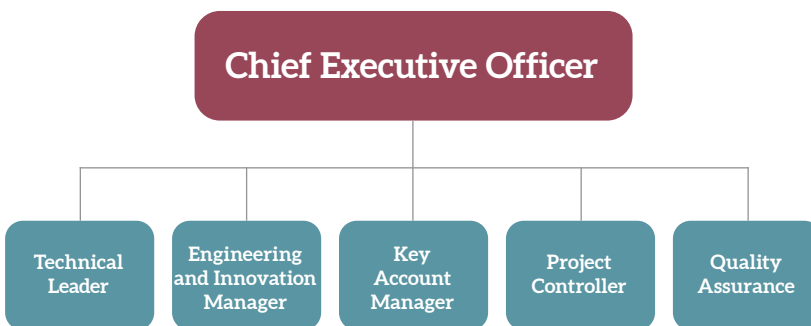 Chief Executive Officer
Technical
Leader
Engineering
and Innovation
Manager
Key
Account
Manager
Project
Controller
Quality
Assurance